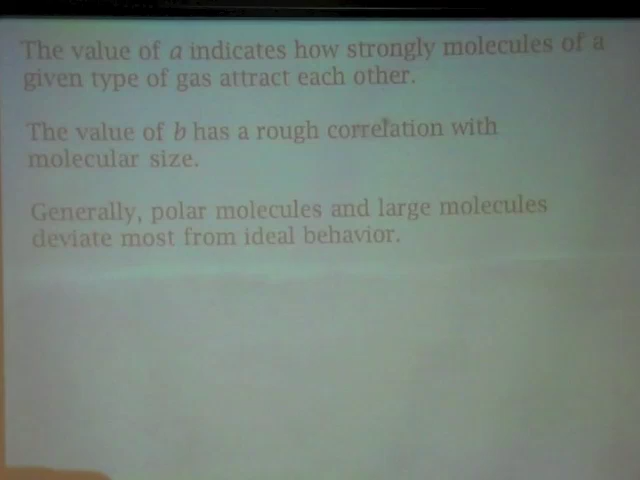 The value of a indicates how strongly molecules of a
given type of gas attract each other.
The value of b has a rough correlation with
molecular size.
Generally, polar molecules and large molecules
deviate most from ideal behavior.